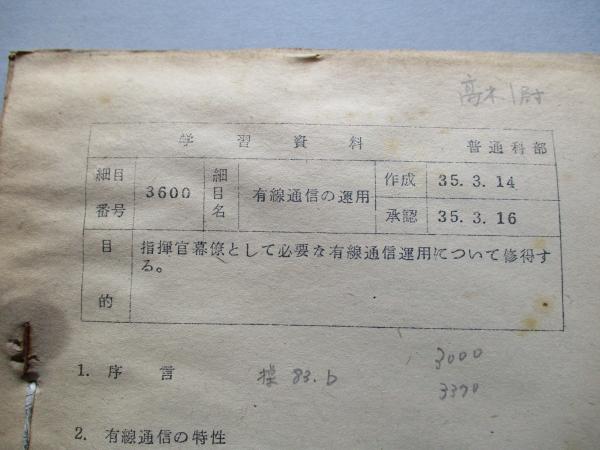 高木1尉
学習資料 普通科部
細目番号 3600 細目名 有線通信の運用 作成 35.3.14
承認 35.3.16
目的 指揮官幕僚として必要な有線通信運用について修得す
る。
3000
1. 序言 83.b
3370
2. 有線通信の特性